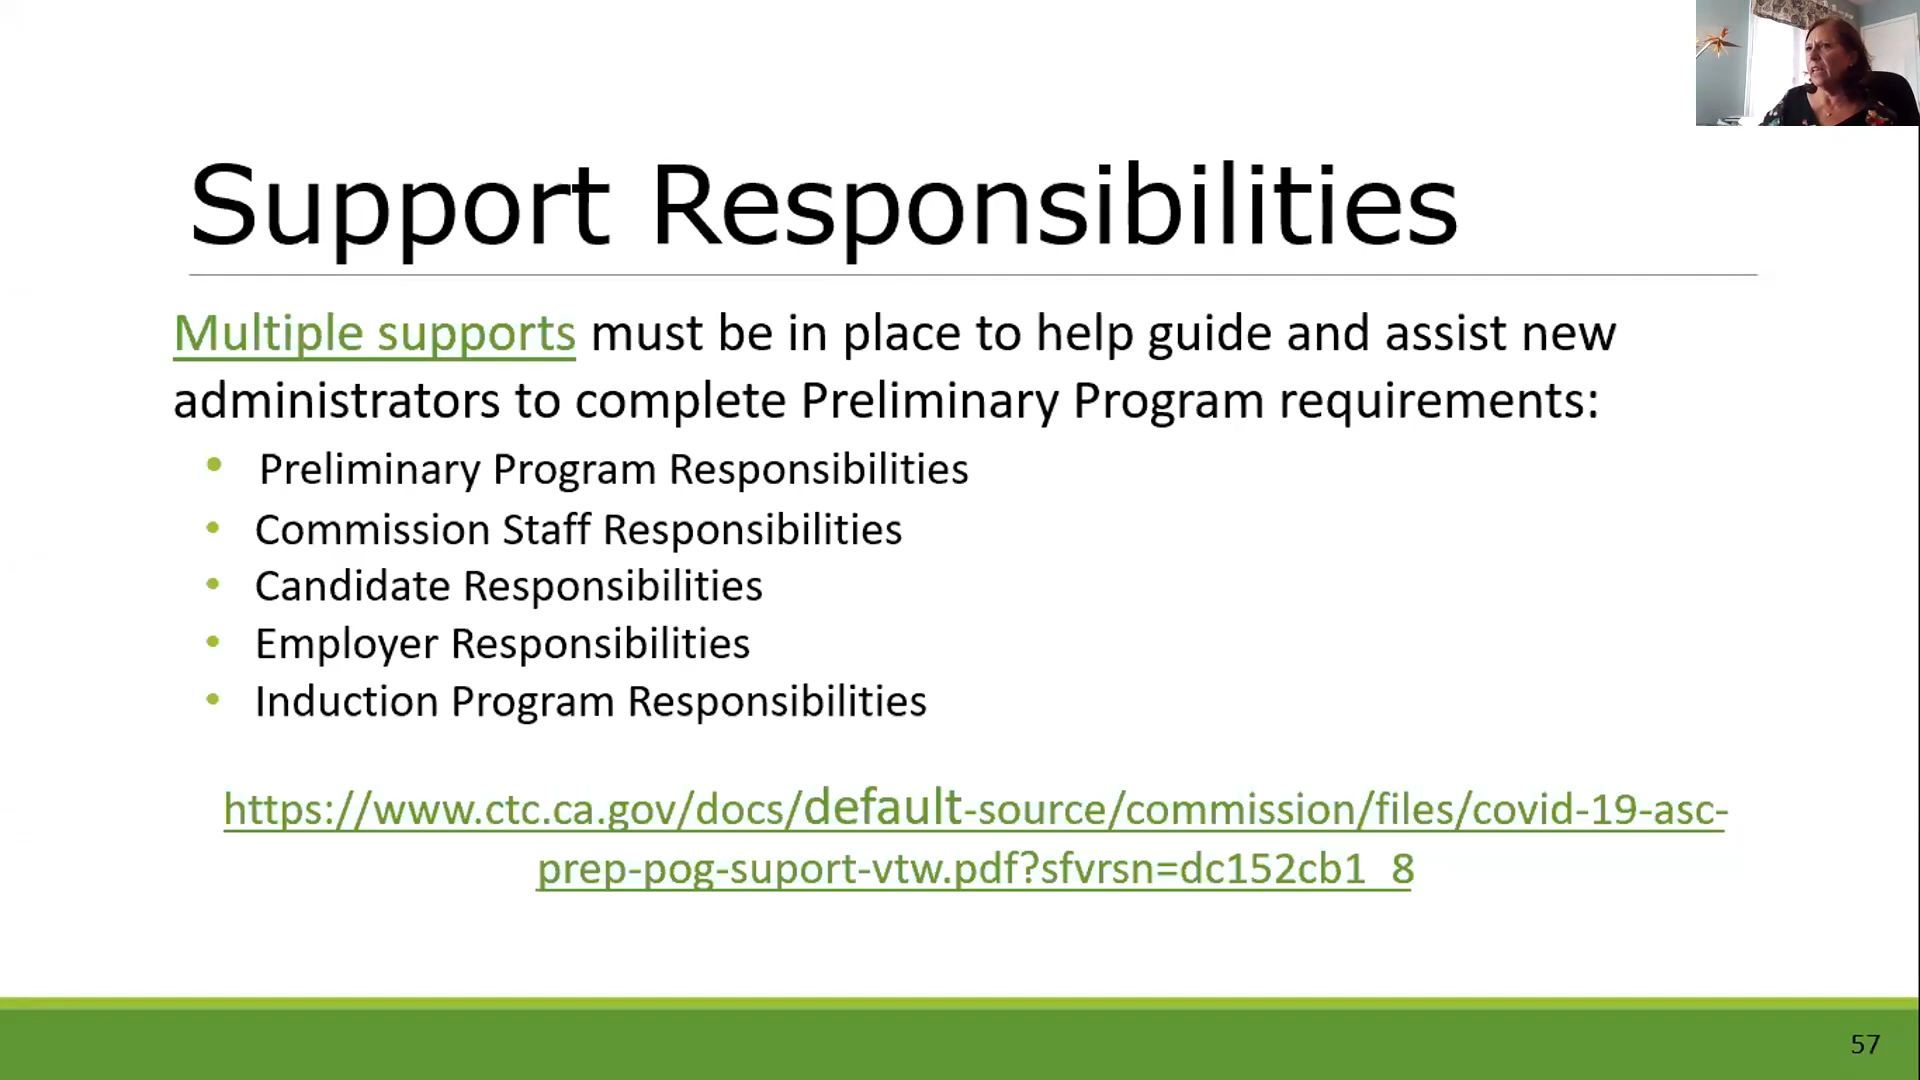 Support Responsibilities
Multiple supports must be in place to help guide and assist new
administrators to complete Preliminary Program requirements:
• Preliminary Program Responsibilities
• Commission Staff Responsibilities
• Candidate Responsibilities
• Employer Responsibilities
• Induction Program Responsibilities
https://www.ctc.ca.gov/docs/default-source/commission/files/covid-19-asc-
prep-pog-suport-vtw.pdf?sfvrsn=dc152cb1_8
57